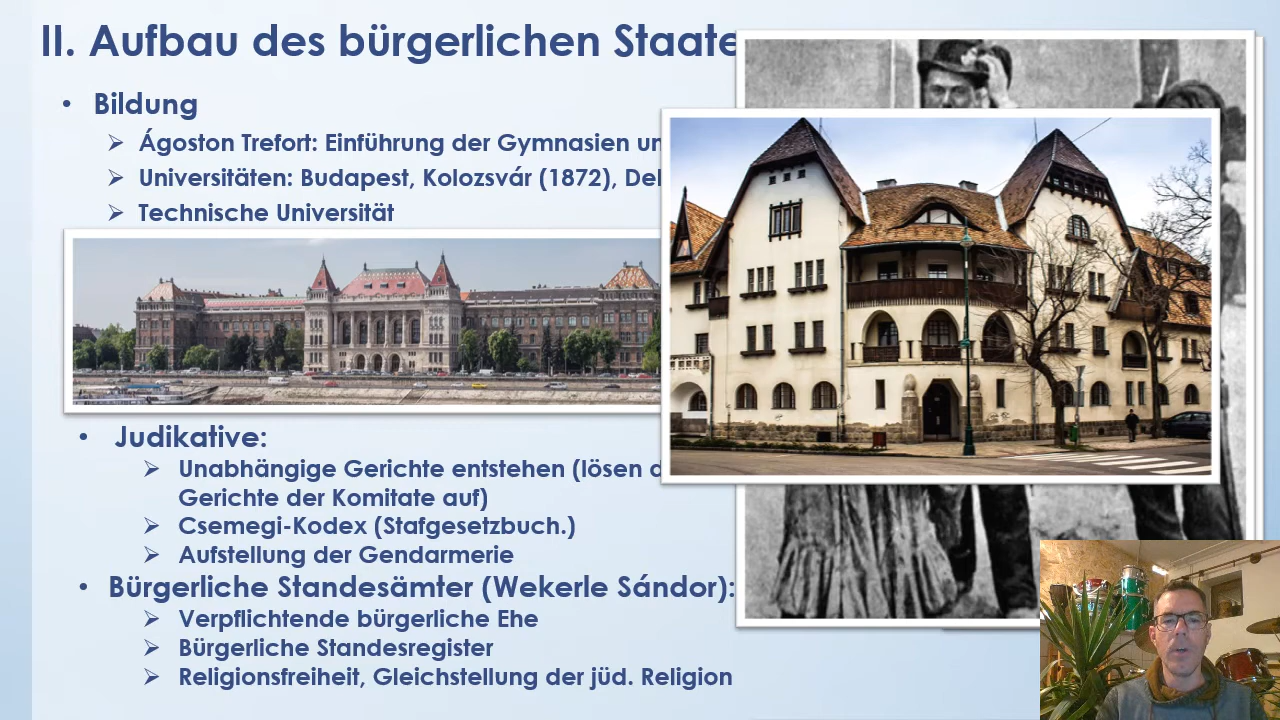 II. Aufbau des bürgerlichen Staate
• Bildung
➢ Ágoston Trefort: Einführung der Gymnasien un
➢ Universitäten: Budapest, Kolozsvár (1872), De
➢ Technische Universität
• Judikative:
➢ Unabhängige Gerichte entstehen (lösen
Gerichte der Komitate auf)
➢ Csemegi-Kodex (Stafgesetzbuch.)
➢ Aufstellung der Gendarmerie
• Bürgerliche Standesämter (Wekerle Sándor):
➢ Verpflichtende bürgerliche Ehe
➢ Bürgerliche Standesregister
➢ Religionsfreiheit, Gleichstellung der jüd. Religion